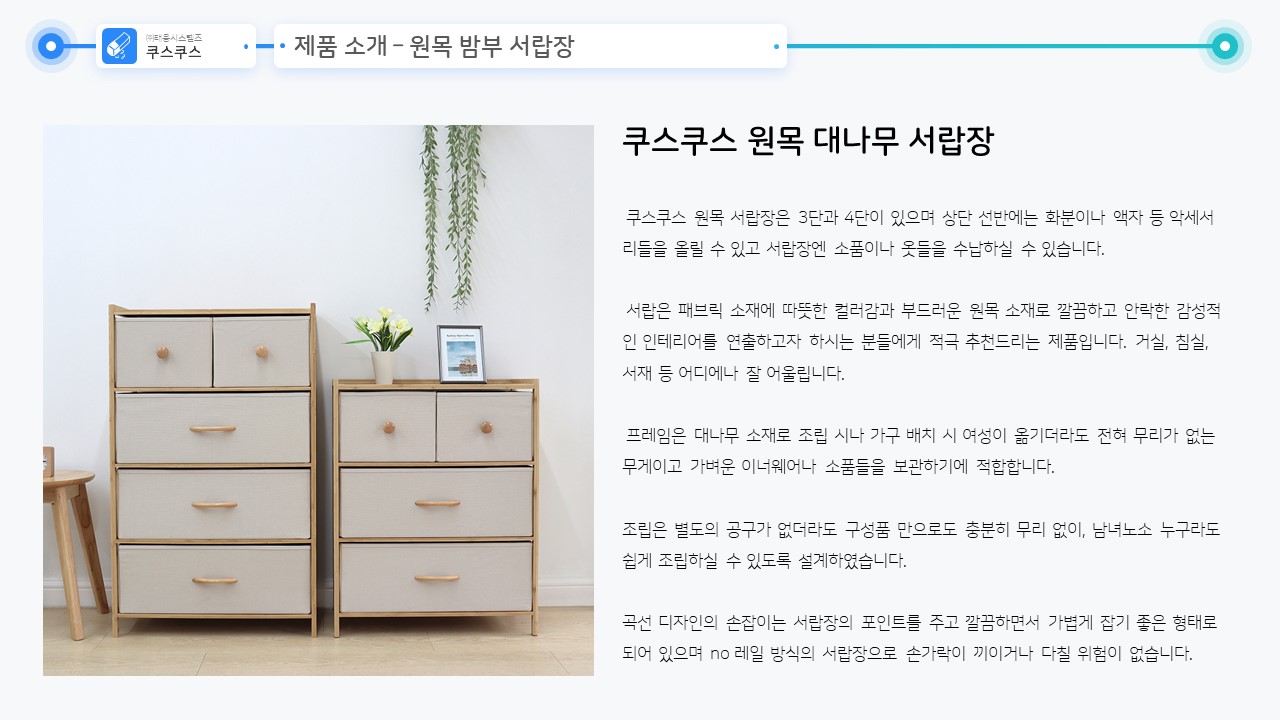 ㈜태웅시스템즈
쿠스쿠스
제품 소개 – 원목 밤부 서랍장
쿠스쿠스 원목 대나무 서랍장
쿠스쿠스 원목 서랍장은 3단과 4단이 있으며 상단 선반에는 화분이나 액자 등 악세서
리들을 올릴 수 있고 서랍장엔 소품이나 옷들을 수납하실 수 있습니다.
서랍은 패브릭 소재에 따뜻한 컬러감과 부드러운 원목 소재로 깔끔하고 안락한 감성적
인 인테리어를 연출하고자 하시는 분들에게 적극 추천드리는 제품입니다. 거실, 침실,
서재 등 어디에나 잘 어울립니다.
프레임은 대나무 소재로 조립 시나 가구 배치 시 여성이 옮기더라도 전혀 무리가 없는
무게이고 가벼운 이너웨어나 소품들을 보관하기에 적합합니다.
조립은 별도의 공구가 없더라도 구성품 만으로도 충분히 무리 없이, 남녀노소 누구라도
쉽게 조립하실 수 있도록 설계하였습니다.
곡선 디자인의 손잡이는 서랍장의 포인트를 주고 깔끔하면서 가볍게 잡기 좋은 형태로
되어 있으며 no 레일 방식의 서랍장으로 손가락이 끼이거나 다칠 위험이 없습니다.